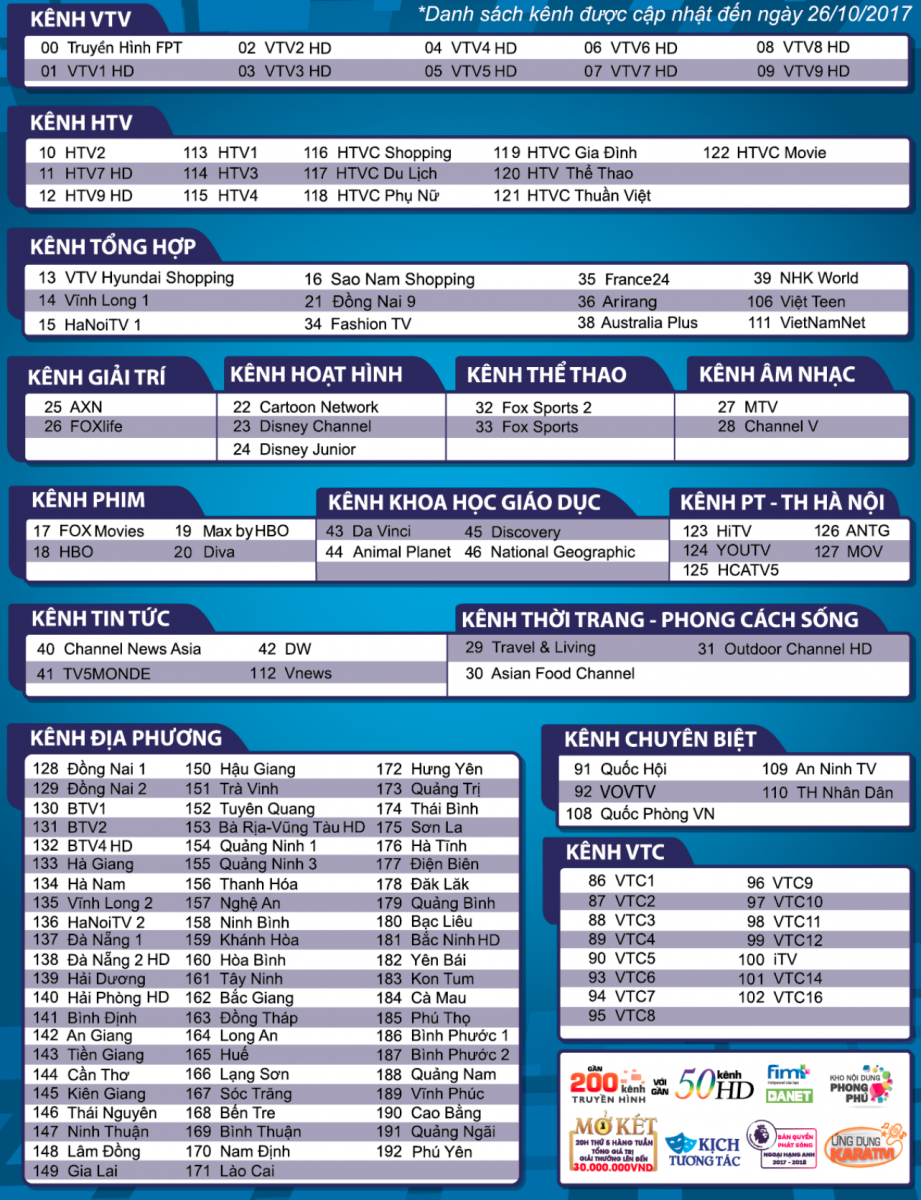 KÊNH VTV
*Danh sách kênh được cập nhật đến ngày 26/10/2017
00 Truyền Hình FPT 02 VTV2 HD 04 VTV4 HD 06 VTV6 HD 08 VTV8 HD
01 VTV1 HD 03 VTV3 HD 05 VTV5 HD 07 VTV7 HD 09 VTV9 HD
KÊNH HTV
10 HTV2 113 HTV1 116 HTVC Shopping 119 HTVC Gia Đình 122 HTVC Movie
11 HTV7 HD 114 HTV3 117 HTVC Du Lịch 120 HTV Thể Thao
12 HTV9 HD 115 HTV4 118 HTVC Phụ Nữ 121 HTVC Thuần Việt
KÊNH TỔNG HỢP
13 VTV Hyundai Shopping 16 Sao Nam Shopping 35 France24 39 NHK World
14 Vĩnh Long 1 21 Đồng Nai 9 36 Arirang 106 Việt Teen
15 HaNoiTV 1 34 Fashion TV 38 Australia Plus 111 VietNamNet
KÊNH GIẢI TRÍ
25 AXN
26 FOXlife
KÊNH HOẠT HÌNH
22 Cartoon Network
23 Disney Channel
24 Disney Junior
KÊNH THỂ THAO
32 Fox Sports 2
33 Fox Sports
KÊNH ÂM NHẠC
27 MTV
28 Channel V
KÊNH PHIM
17 FOX Movies 19 Max by HBO
18 HBO 20 Diva
KÊNH KHOA HỌC GIÁO DỤC
43 Da Vinci 45 Discovery
44 Animal Planet 46 National Geographic
KÊNH PT - TH HÀ NỘI
123 HiTV 126 ANTG
124 YOUTV 127 MOV
125 HCATV5
KÊNH TIN TỨC
40 Channel News Asia 42 DW
41 TV5MONDE 112 Vnews
KÊNH THỜI TRANG - PHONG CÁCH SỐNG
29 Travel & Living 31 Outdoor Channel HD
30 Asian Food Channel
KÊNH ĐỊA PHƯƠNG
128 Đồng Nai 1 150 Hậu Giang 172 Hưng Yên
129 Đồng Nai 2 151 Trà Vinh 173 Quảng Trị
130 BTV1 152 Tuyên Quang 174 Thái Bình
131 BTV2 153 Bà Rịa-Vũng Tàu HD 175 Sơn La
132 BTV4 HD 154 Quảng Ninh 1 176 Hà Tĩnh
133 Hà Giang 155 Quảng Ninh 3 177 Điện Biên
134 Hà Nam 156 Thanh Hóa 178 Đăk Lăk
135 Vĩnh Long 2 157 Nghệ An 179 Quảng Bình
136 HaNoiTV 2 158 Ninh Bình 180 Bạc Liêu
137 Đà Nẵng 1 159 Khánh Hòa 181 Bắc Ninh HD
138 Đà Nẵng 2 HD 160 Hòa Bình 182 Yên Bái
139 Hải Dương 161 Tây Ninh 183 Kon Tum
140 Hải Phòng HD 162 Bắc Giang 184 Cà Mau
141 Bình Định 163 Đồng Tháp 185 Phú Thọ
142 An Giang 164 Long An 186 Bình Phước 1
143 Tiền Giang 165 Huế 187 Bình Phước 2
144 Cần Thơ 166 Lạng Sơn 188 Quảng Nam
145 Kiên Giang 167 Sóc Trăng 189 Vĩnh Phúc
146 Thái Nguyên 168 Bến Tre 190 Cao Bằng
147 Ninh Thuận 169 Bình Thuận 191 Quảng Ngãi
148 Lâm Đồng 170 Nam Định 192 Phú Yên
149 Gia Lai 171 Lào Cai
KÊNH CHUYÊN BIỆT
91 Quốc Hội 109 An Ninh TV
92 VOVTV 110 TH Nhân Dân
108 Quốc Phòng VN
KÊNH VTC
86 VTC1 96 VTC9
87 VTC2 97 VTC10
88 VTC3 98 VTC11
89 VTC4 99 VTC12
90 VTC5 100 iTV
93 VTC6 101 VTC14
94 VTC7 102 VTC16
95 VTC8
GẦN 200 kênh TRUYỀN HÌNH
VỚI GẦN 50 kênh HD
DANET
KHO NỘI DUNG
PHONG PHÚ
MỞ KÉT
20H THỨ 5 HÀNG TUẦN
TỔNG GIÁ TRỊ
GIẢI THƯỞNG LÊN ĐẾN
30.000.000VND
KỊCH
TƯƠNG TÁC
BẢN QUYỀN
PHÁT SÓNG
NGOẠI HẠNG ANH
2017 - 2018
ỨNG DỤNG
KARATIVI